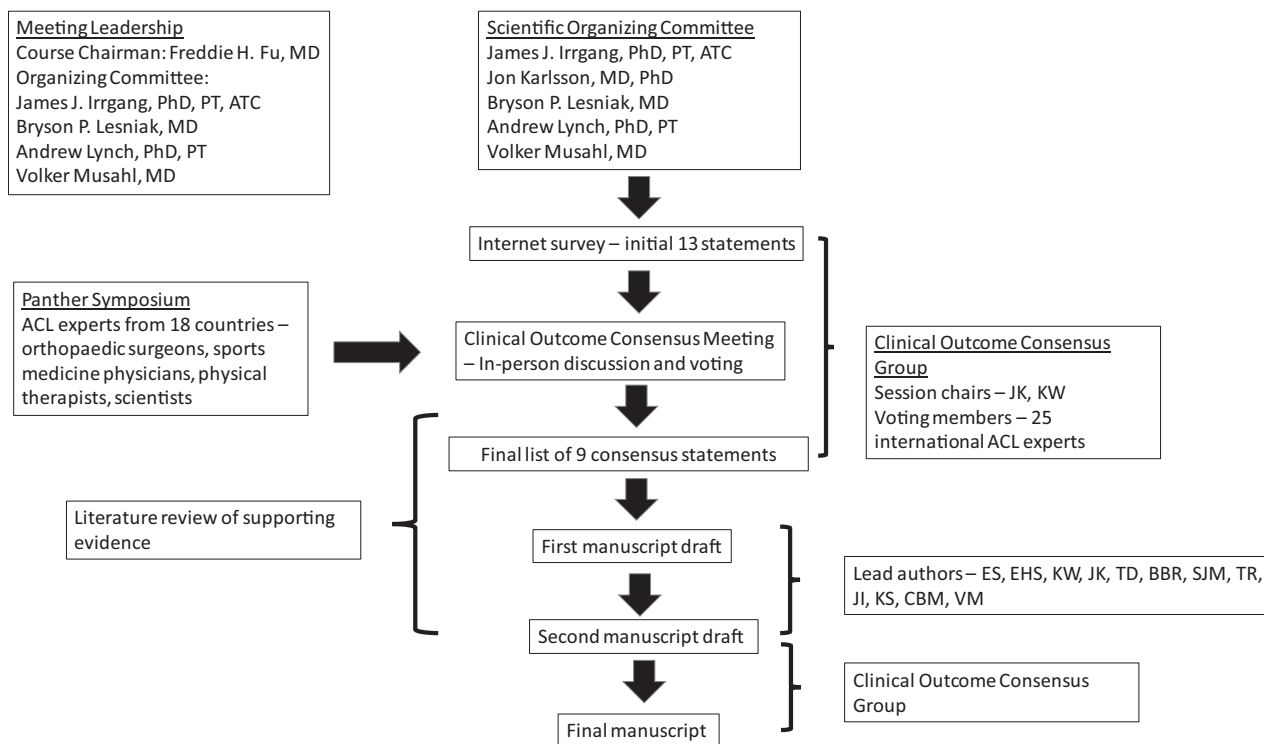 Meeting Leadership
Course Chairman: Freddie H. Fu, MD
Organizing Committee:
James J. Irrgang, PhD, PT, ATC
Bryson P. Lesniak, MD
Andrew Lynch, PhD, PT
Volker Musahl, MD
Scientific Organizing Committee
James J. Irrgang, PhD, PT, ATC
Jon Karlsson, MD, PhD
Bryson P. Lesniak, MD
Andrew Lynch, PhD, PT
Volker Musahl, MD
Internet survey – initial 13 statements
Panther Symposium
ACL experts from 18 countries –
orthopaedic surgeons, sports
medicine physicians, physical
therapists, scientists
Clinical Outcome Consensus Meeting
– In-person discussion and voting
Clinical Outcome Consensus
Group
Session chairs – JK, KW
Voting members – 25
international ACL experts
Final list of 9 consensus statements
Literature review of supporting
evidence
First manuscript draft
Lead authors – ES, EHS, KW, JK, TD, BBR, SJM, TR,
JI, KS, CBM, VM
Second manuscript draft
Clinical Outcome Consensus
Group
Final manuscript